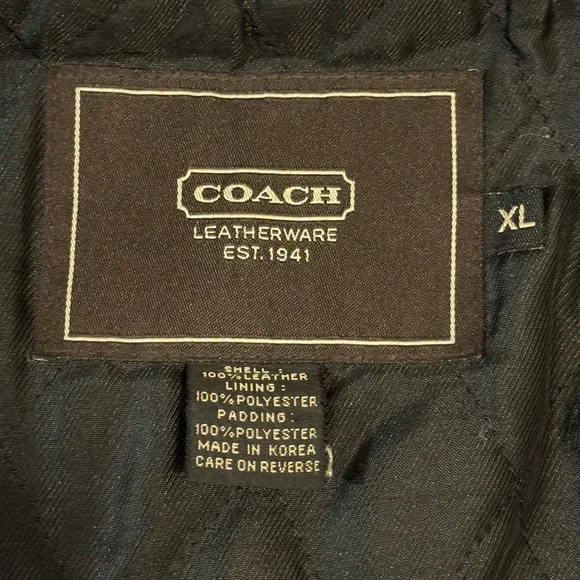 COACH
LEATHERWARE
EST. 1941
XL
SHELL :
100% LEATHER
LINING :
100% POLYESTER
PADDING :
100% POLYESTER
MADE IN KOREA
CARE ON REVERSE